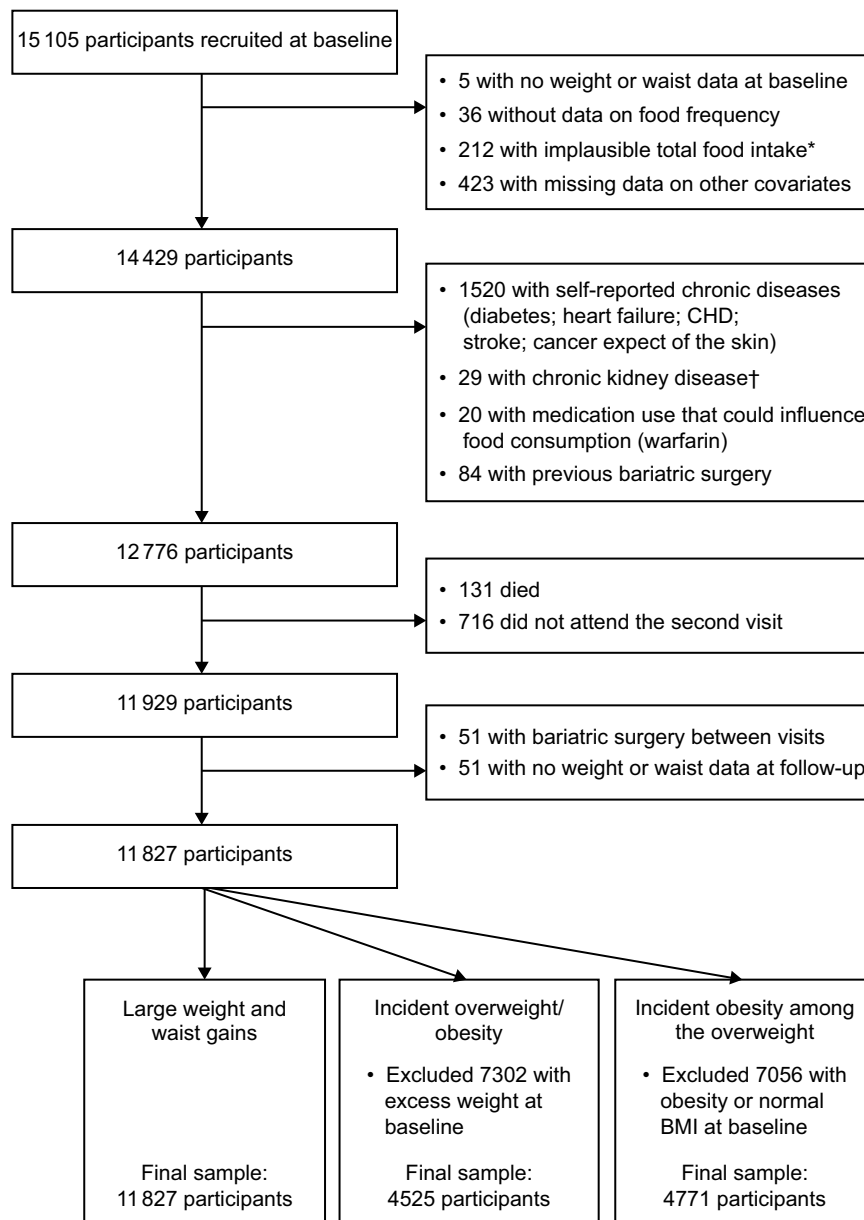 15 105 participants recruited at baseline
• 5 with no weight or waist data at baseline
• 36 without data on food frequency
• 212 with implausible total food intake*
• 423 with missing data on other covariates
14 429 participants
• 1520 with self-reported chronic diseases
(diabetes; heart failure; CHD;
stroke; cancer expect of the skin)
• 29 with chronic kidney disease†
• 20 with medication use that could influence
food consumption (warfarin)
• 84 with previous bariatric surgery
12 776 participants
• 131 died
• 716 did not attend the second visit
11 929 participants
• 51 with bariatric surgery between visits
• 51 with no weight or waist data at follow-up
11 827 participants
Large weight and
waist gains
Final sample:
11 827 participants
Incident overweight/
obesity
• Excluded 7302 with
excess weight at
baseline
Final sample:
4525 participants
Incident obesity among
the overweight
• Excluded 7056 with
obesity or normal
BMI at baseline
Final sample:
4771 participants